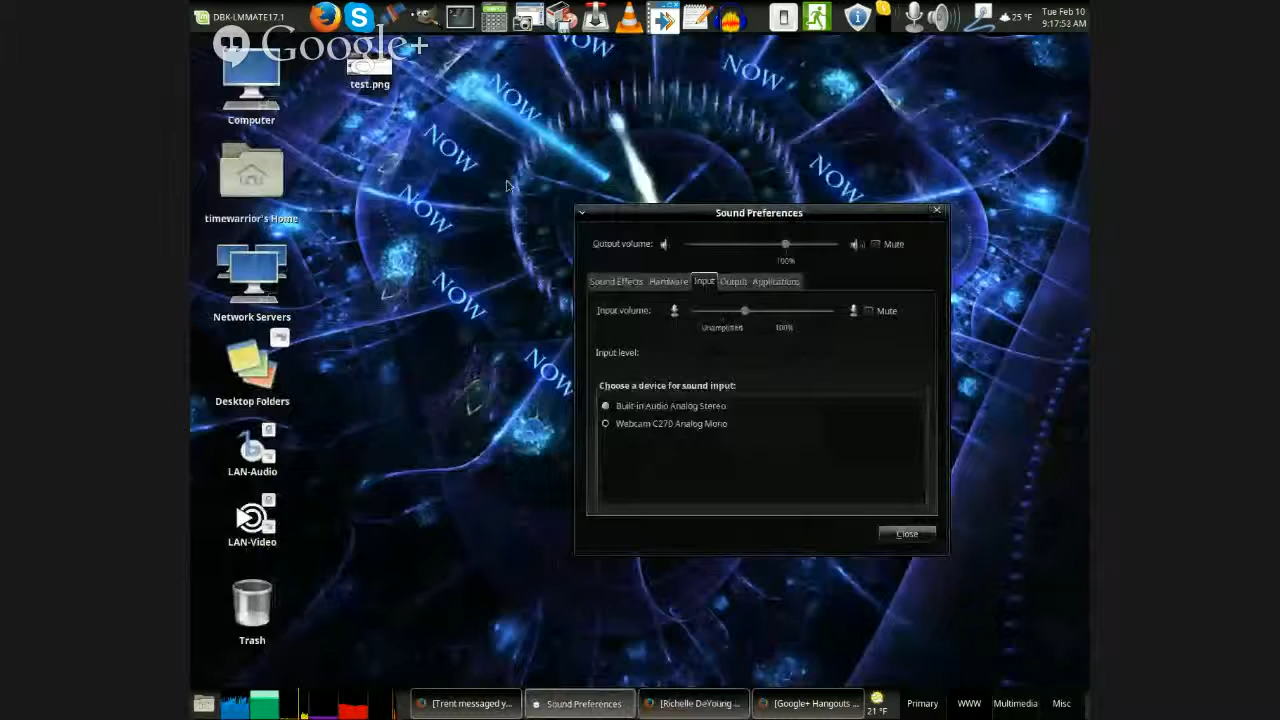 DBK-LMMATE17.1
25 °F
Tue Feb 10
9:17:53 AM
Google+
test.png
Computer
timewarrior's Home
Network Servers
Desktop Folders
LAN-Audio
LAN-Video
Trash
NOW
NOW
NOW
NOW
NOW
NOW
NOW
NOW
Sound Preferences
Output volume:
Mute
100%
Sound Effects Hardware Input Output Applications
Input volume:
Mute
Unamplified 100%
Input level:
Choose a device for sound input:
Built-in Audio Analog Stereo
Webcam C270 Analog Mono
Close
[Trent messaged y...
Sound Preferences
[Richelle DeYoung ...
[Google+ Hangouts ...
21 °F
Primary
WWW
Multimedia
Misc